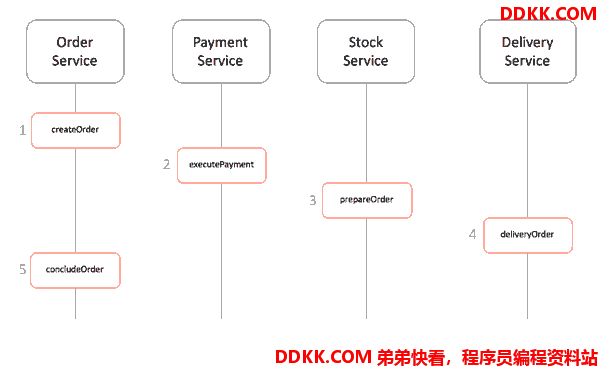 DDKK.COM
Order
Service
Payment
Service
Stock
Service
Delivery
Service
1
createOrder
2
executePayment
3
prepareOrder
4
deliveryOrder
5
concludeOrder
DDKK.COM 弟弟快看，程序员编程资料站